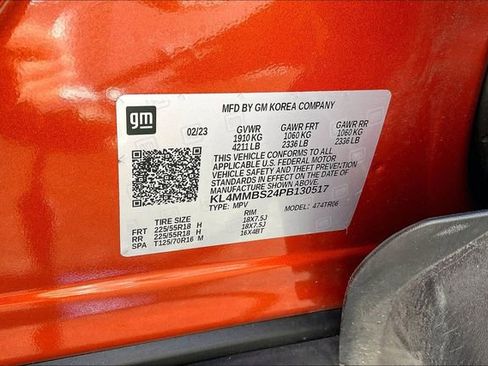 gm
MFD BY GM KOREA COMPANY
02/23 GVWR GAWR FRT GAWR RR
1910 KG 1060 KG 1060 KG
4211 LB 2336 LB 2336 LB
THIS VEHICLE CONFORMS TO ALL APPLICABLE
U.S. FEDERAL MOTOR
VEHICLE SAFETY AND THEFT PREVENTION
STANDARDS IN EFFECT ON THE DATE OF
MANUFACTURE SHOWN ABOVE.
KL4MMBS24PB130517
TYPE: MPV MODEL: 4TR06
TIRE SIZE RIM
FRT 225/55R18 H 18X7.5J
RR 225/55R18 H 18X7.5J
SPA T125/70R16 M 16X4BT